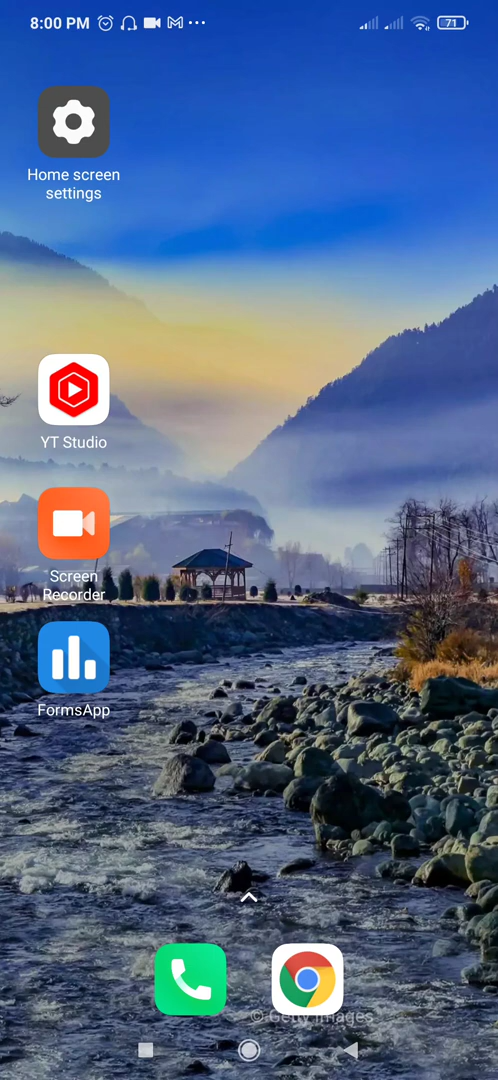 8:00 PM
71
Home screen
settings
YT Studio
Screen
Recorder
FormsApp
© Getty Images